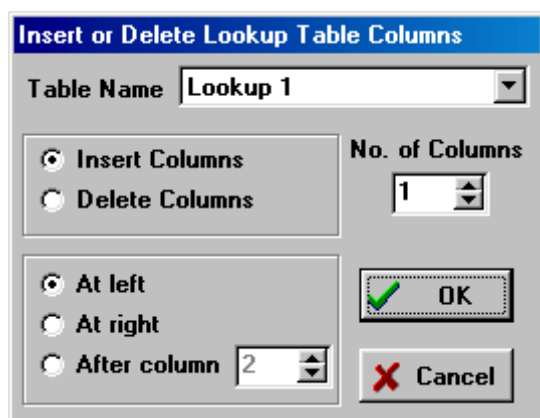 Insert or Delete Lookup Table Columns
Table Name Lookup 1
Insert Columns
Delete Columns
No. of Columns
1
At left
At right
After column 2
OK
Cancel